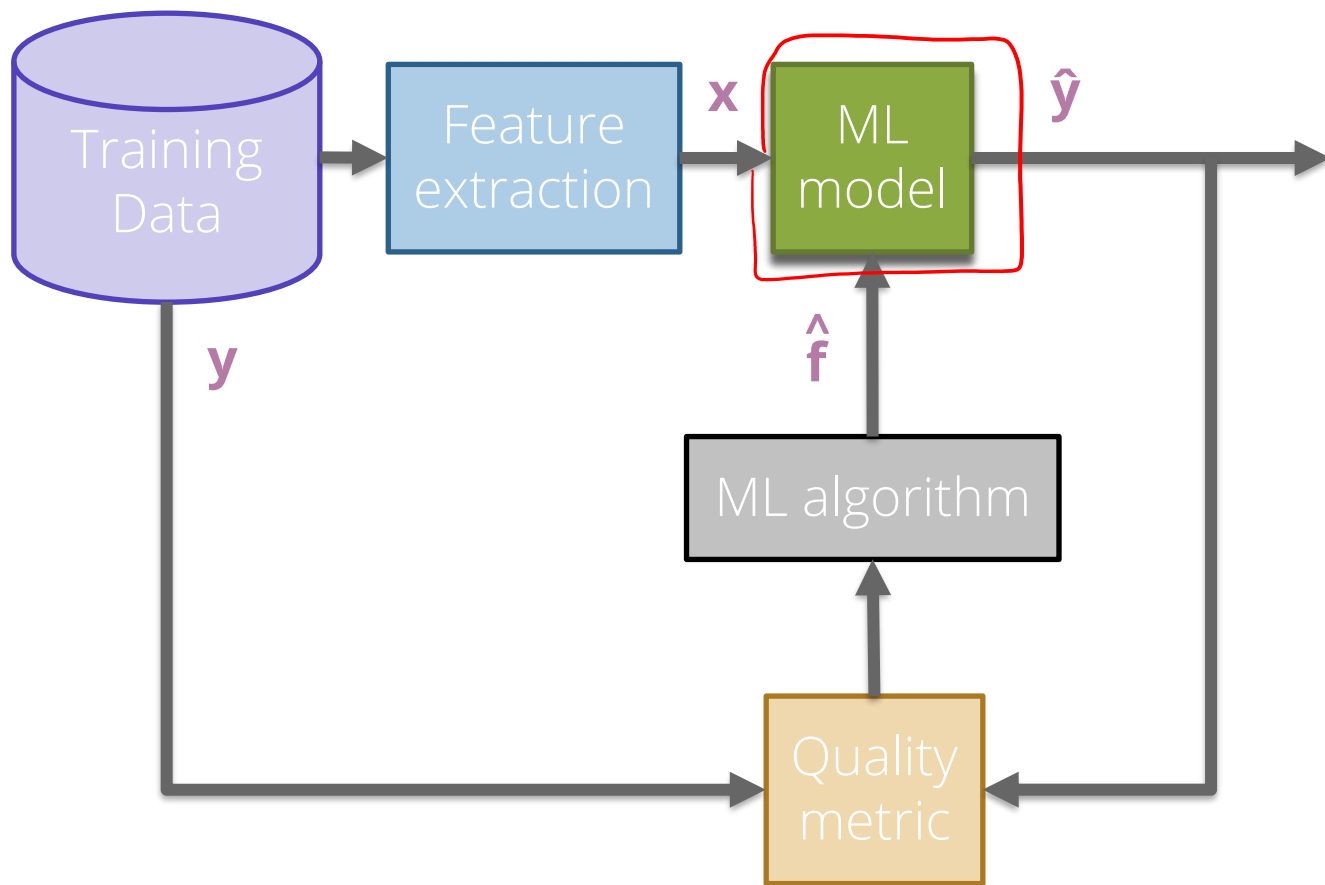 Training
Data
Feature
extraction
x
ML
model
ŷ
y
f̂
ML algorithm
Quality
metric